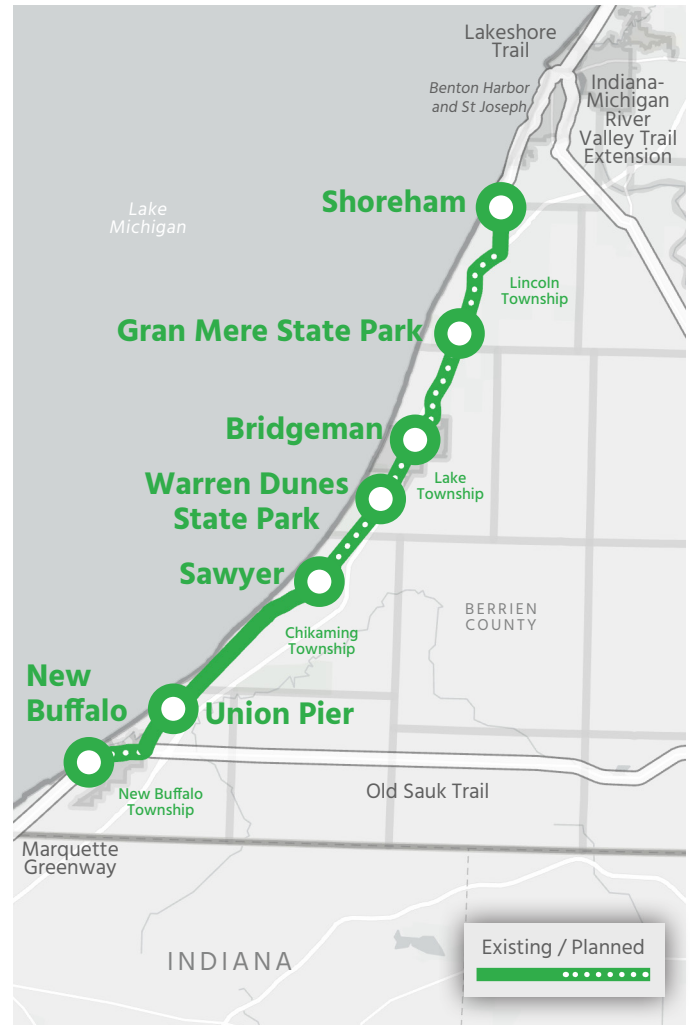 Lakeshore
Trail
Benton Harbor
and St Joseph
Indiana-
Michigan
River
Valley Trail
Extension
Shoreham
Lake
Michigan
Lincoln
Township
Gran Mere State Park
Bridgeman
Lake
Township
Warren Dunes
State Park
Sawyer
BERRIEN
COUNTY
Chikaming
Township
New
Buffalo
Union Pier
New Buffalo
Township
Old Sauk Trail
Marquette
Greenway
INDIANA
Existing / Planned